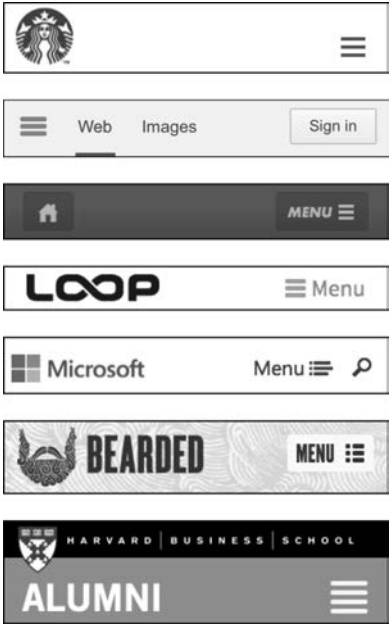 Web Images Sign in
MENU
LOOP Menu
Microsoft Menu
BEARDED MENU
HARVARD BUSINESS SCHOOL
ALUMNI